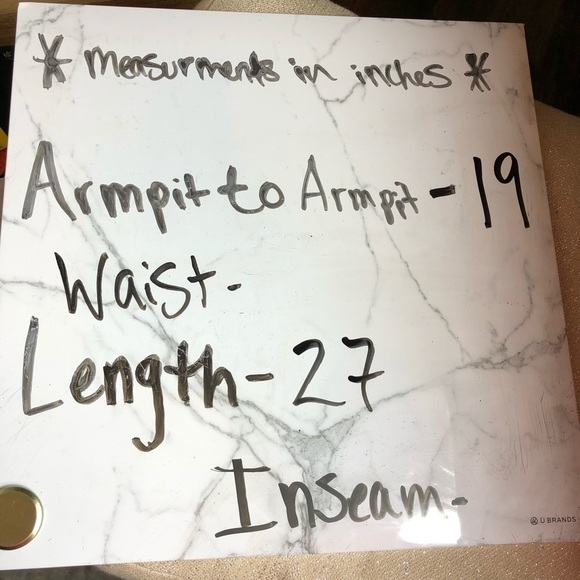 * measurments in inches *
Armpit to Armpit - 19
Waist -
Length - 27
Inseam -
U BRANDS